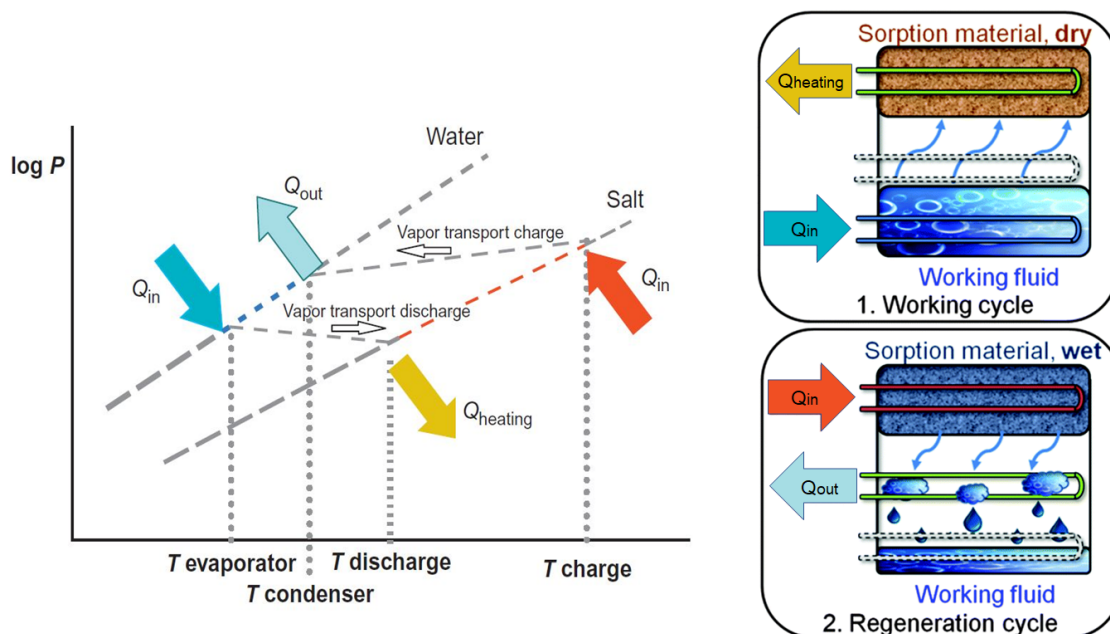 log P
Water
Qout
Salt
Vapor transport charge
Qin
Qin
Vapor transport discharge
Qheating
T evaporator
T discharge
T charge
T condenser
Sorption material, dry
Qheating
Qin
Working fluid
1. Working cycle
Sorption material, wet
Qin
Qout
Working fluid
2. Regeneration cycle